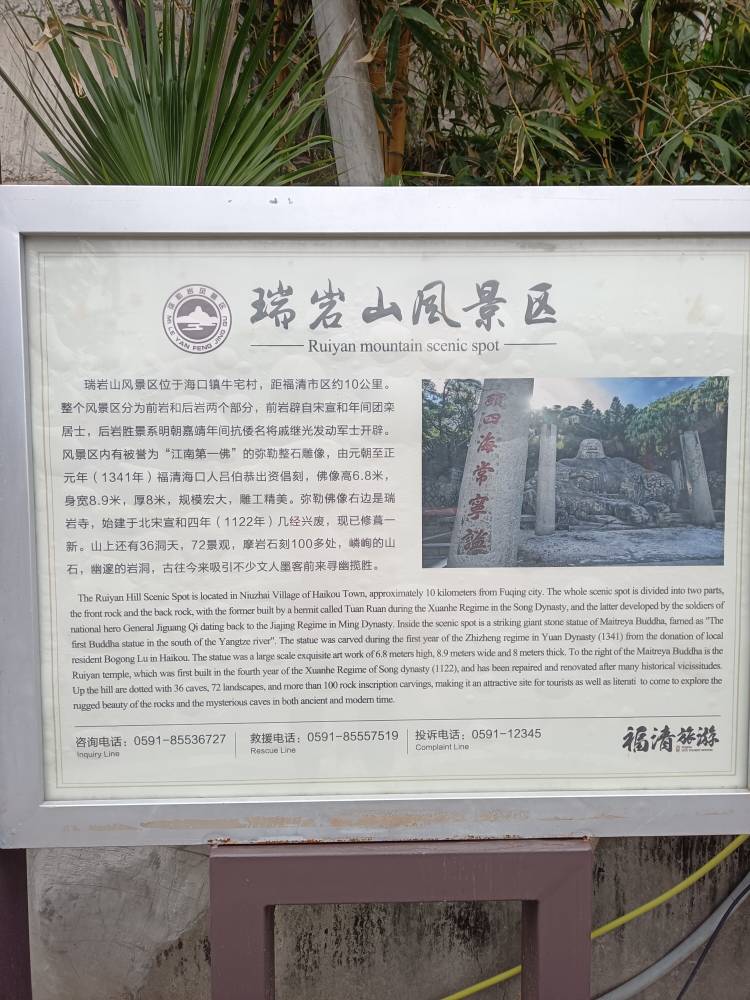 瑞岩山风景区
Ruiyan mountain scenic spot
瑞岩山风景区位于海口镇牛宅村，距福清市区约10公里。
整个风景区分为前岩和后岩两个部分，前岩辟自宋宣和年间团栾
居士，后岩胜景系明朝嘉靖年间抗倭名将戚继光发动军士开辟。
风景区内有被誉为“江南第一佛”的弥勒整石雕像，由元朝至正
元年（1341年）福清海口人吕伯恭出资倡刻，佛像高6.8米，
身宽8.9米，厚8米，规模宏大，雕工精美。弥勒佛像右边是瑞
岩寺，始建于北宋宣和四年（1122年）几经兴废，现已修葺一
新。山上还有36洞天，72景观，摩岩石刻100多处，嶙峋的山
石，幽邃的岩洞，古往今来吸引不少文人墨客前来寻幽揽胜。
四海常寧
The Ruiyan Hill Scenic Spot is located in Niuzhai Village of Haikou Town, approximately 10 kilometers from Fuqing city. The whole scenic spot is divided into two parts,
the front rock and the back rock, with the former built by a hermit called Tuan Ruan during the Xuanhe Regime in the Song Dynasty, and the latter developed by the soldiers of
national hero General Jiguang Qi dating back to the Jiajing Regime in Ming Dynasty. Inside the scenic spot is a striking giant stone statue of Maitreya Buddha, famed as "The
first Buddha statue in the south of the Yangtze river". The statue was carved during the first year of the Zhizheng regime in Yuan Dynasty (1341) from the donation of local
resident Bogong Lu in Haikou. The statue was a large scale exquisite art work of 6.8 meters high, 8.9 meters wide and 8 meters thick. To the right of the Maitreya Buddha is the
Ruiyan temple, which was first built in the fourth year of the Xuanhe Regime of Song dynasty (1122), and has been repaired and renovated after many historical vicissitudes.
Up the hill are dotted with 36 caves, 72 landscapes, and more than 100 rock inscription carvings, making it an attractive site for tourists as well as literati to come to explore the
rugged beauty of the rocks and the mysterious caves in both ancient and modern time.
咨询电话：0591-85536727
Inquiry Line
救援电话：0591-85557519
Rescue Line
投诉电话：0591-12345
Complaint Line
福清旅游